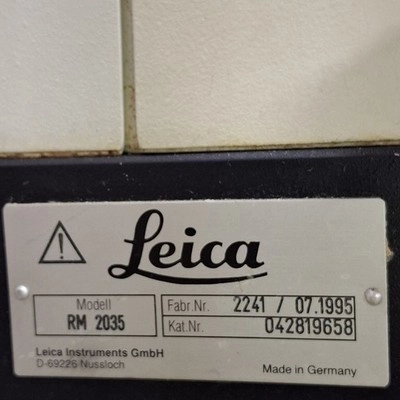 Leica
Modell
RM 2035
Fabr.Nr. 2241 / 07.1995
Kat.Nr. 042819658
Leica Instruments GmbH
D-69226 Nussloch
Made in Germany